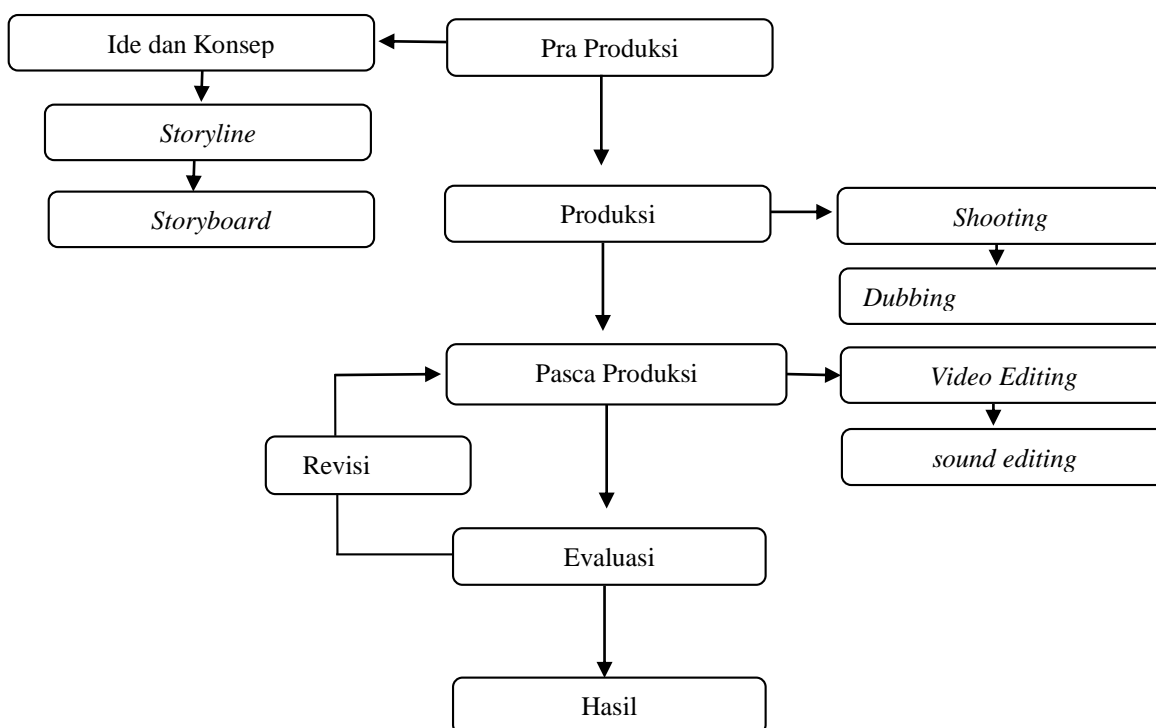 Ide dan Konsep
Pra Produksi
Storyline
Storyboard
Produksi
Shooting
Dubbing
Pasca Produksi
Video Editing
Revisi
sound editing
Evaluasi
Hasil